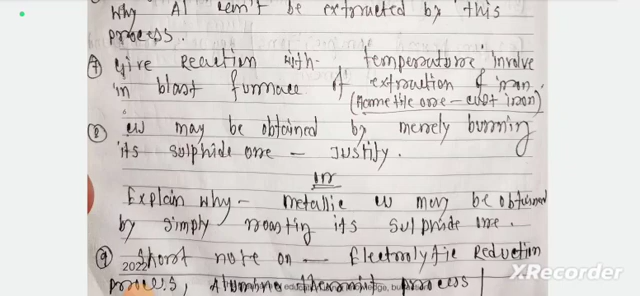 Why Al can't be extracted by this
process.
7 Give Reaction with temperature involve
in blast furnace of extraction of iron.
(Hametile ore - cast iron)
8 cu may be obtained by merely burning
its sulphide ore - Justify.
or
Explain why - metallic cu may be obtained
by simply roasting its sulphide ore.
9 Short note on - Electrolytic Reduction
2022
process, Alumino thermit process
XRecorder